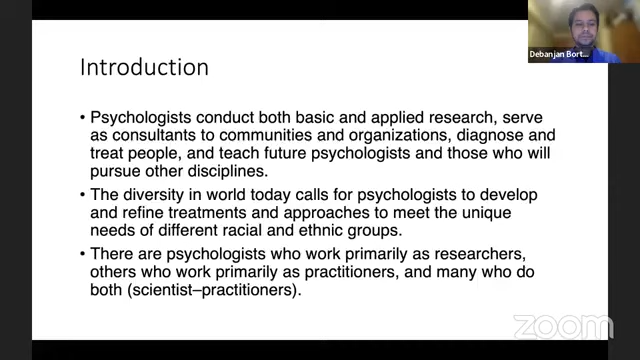 Debanjan Bort...
Introduction
• Psychologists conduct both basic and applied research, serve
as consultants to communities and organizations, diagnose and
treat people, and teach future psychologists and those who will
pursue other disciplines.
• The diversity in world today calls for psychologists to develop
and refine treatments and approaches to meet the unique
needs of different racial and ethnic groups.
• There are psychologists who work primarily as researchers,
others who work primarily as practitioners, and many who do
both (scientist–practitioners).
zoom